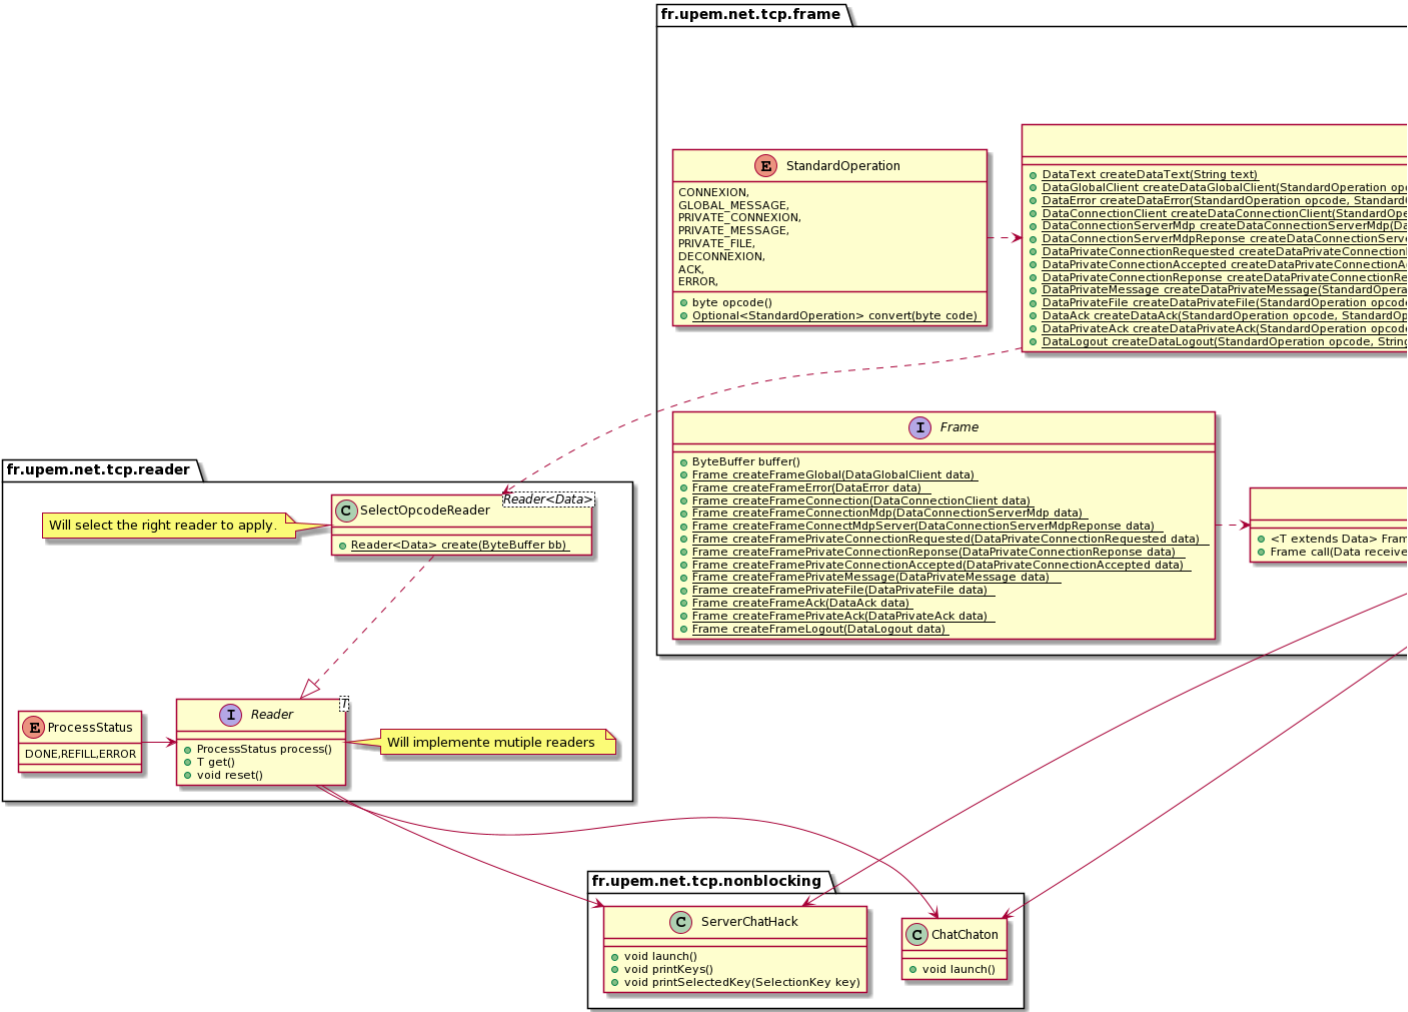 fr.upem.net.tcp.frame
E StandardOperation
CONNEXION,
GLOBAL_MESSAGE,
PRIVATE_CONNEXION,
PRIVATE_MESSAGE,
PRIVATE_FILE,
DECONNEXION,
ACK,
ERROR,
byte opcode()
Optional<StandardOperation> convert(byte code)
DataText createDataText(String text)
DataGlobalClient createDataGlobalClient(StandardOperation opc
DataError createDataError(StandardOperation opcode, Standard
DataConnectionClient createDataConnectionClient(StandardOpe
DataConnectionServerMdp createDataConnectionServerMdp(Da
DataConnectionServerMdpReponse createDataConnectionServe
DataPrivateConnectionRequested createDataPrivateConnection
DataPrivateConnectionAccepted createDataPrivateConnectionA
DataPrivateConnectionReponse createDataPrivateConnectionRe
DataPrivateMessage createDataPrivateMessage(StandardOpera
DataPrivateFile createDataPrivateFile(StandardOperation opcode
DataAck createDataAck(StandardOperation opcode, StandardOp
DataPrivateAck createDataPrivateAck(StandardOperation opcode
DataLogout createDataLogout(StandardOperation opcode, String
I Frame
ByteBuffer buffer()
Frame createFrameGlobal(DataGlobalClient data)
Frame createFrameError(DataError data)
Frame createFrameConnection(DataConnectionClient data)
Frame createFrameConnectionMdp(DataConnectionServerMdp data)
Frame createFrameConnectMdpServer(DataConnectionServerMdpReponse data)
Frame createFramePrivateConnectionRequested(DataPrivateConnectionRequested data)
Frame createFramePrivateConnectionReponse(DataPrivateConnectionReponse data)
Frame createFramePrivateConnectionAccepted(DataPrivateConnectionAccepted data)
Frame createFramePrivateMessage(DataPrivateMessage data)
Frame createFramePrivateFile(DataPrivateFile data)
Frame createFrameAck(DataAck data)
Frame createFramePrivateAck(DataPrivateAck data)
Frame createFrameLogout(DataLogout data)
<T extends Data> Fram
Frame call(Data receive
fr.upem.net.tcp.reader
Will select the right reader to apply.
C SelectOpcodeReader
Reader<Data>
Reader<Data> create(ByteBuffer bb)
E ProcessStatus
DONE,REFILL,ERROR
I Reader
T
ProcessStatus process()
T get()
void reset()
Will implemente mutiple readers
fr.upem.net.tcp.nonblocking
C ServerChatHack
void launch()
void printKeys()
void printSelectedKey(SelectionKey key)
C ChatChaton
void launch()